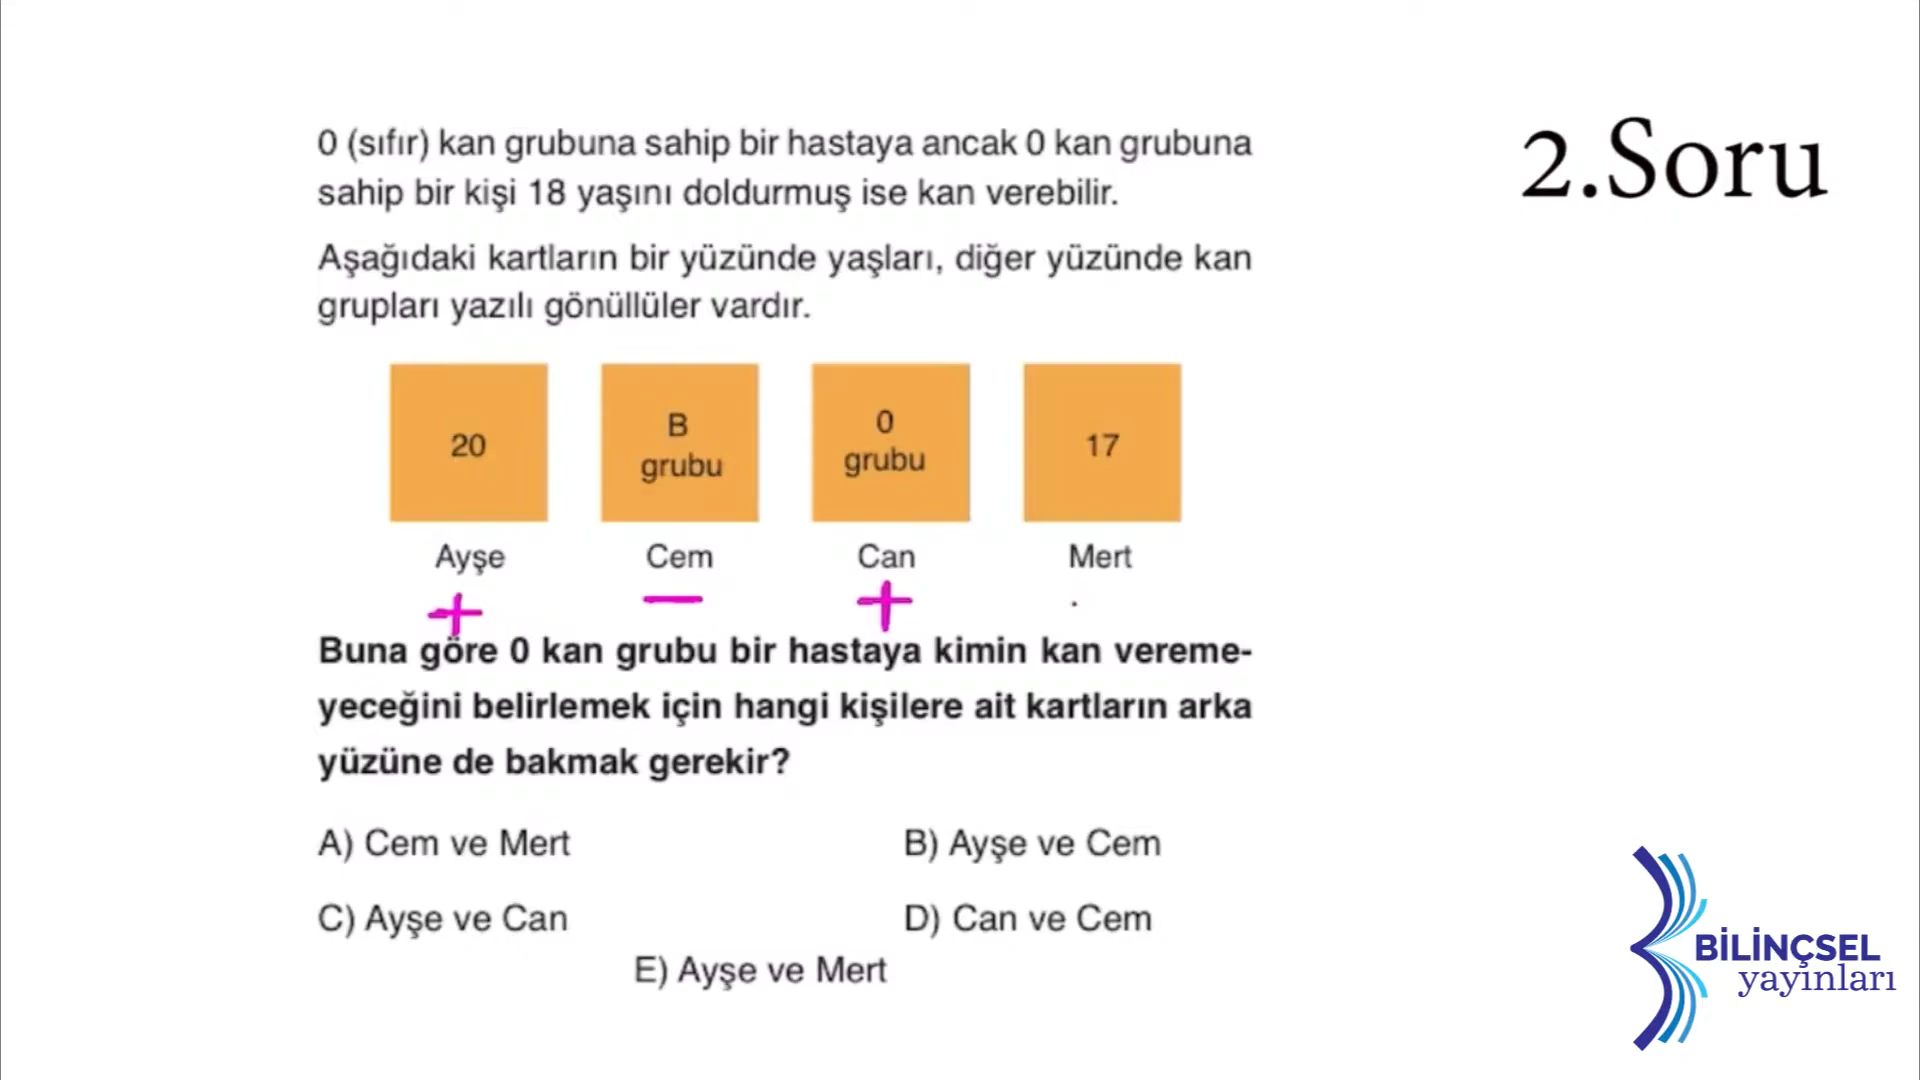 2.Soru
0 (sıfır) kan grubuna sahip bir hastaya ancak 0 kan grubuna
sahip bir kişi 18 yaşını doldurmuş ise kan verebilir.
Aşağıdaki kartların bir yüzünde yaşları, diğer yüzünde kan
grupları yazılı gönüllüler vardır.
20
B
grubu
0
grubu
17
Ayşe
Cem
Can
Mert
+
—
+
Buna göre 0 kan grubu bir hastaya kimin kan vereme-
yeceğini belirlemek için hangi kişilere ait kartların arka
yüzüne de bakmak gerekir?
A) Cem ve Mert
B) Ayşe ve Cem
C) Ayşe ve Can
D) Can ve Cem
E) Ayşe ve Mert
BİLİNÇSEL
yayınları